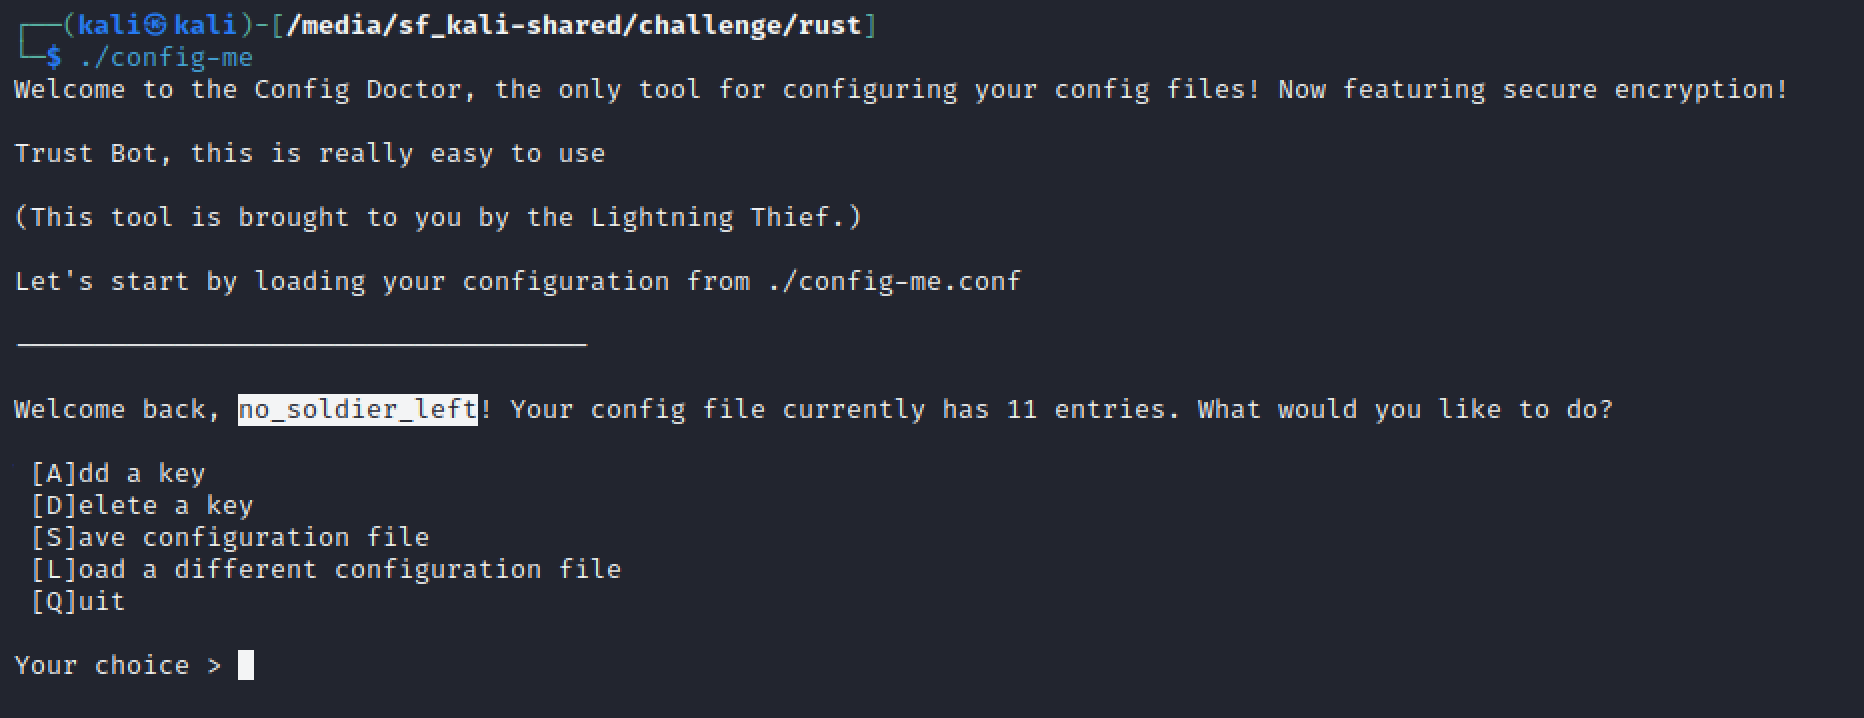 ┌──(kali㉿kali)-[/media/sf_kali-shared/challenge/rust]
└─$ ./config-me
Welcome to the Config Doctor, the only tool for configuring your config files! Now featuring secure encryption!
Trust Bot, this is really easy to use
(This tool is brought to you by the Lightning Thief.)
Let's start by loading your configuration from ./config-me.conf
Welcome back, no_soldier_left! Your config file currently has 11 entries. What would you like to do?
[A]dd a key
[D]elete a key
[S]ave configuration file
[L]oad a different configuration file
[Q]uit
Your choice >